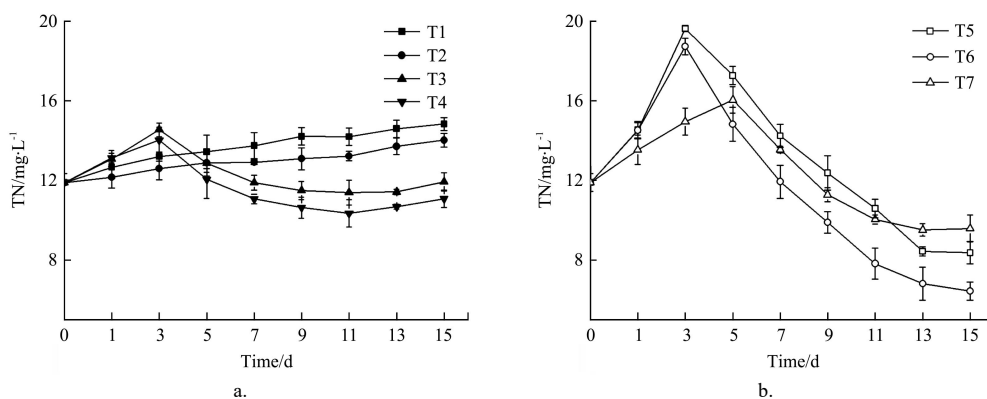 20
16
12
8
TN/mg·L-1
0 1 3 5 7 9 11 13 15
Time/d
T1
T2
T3
T4
a.
20
16
12
8
TN/mg·L-1
0 1 3 5 7 9 11 13 15
Time/d
T5
T6
T7
b.